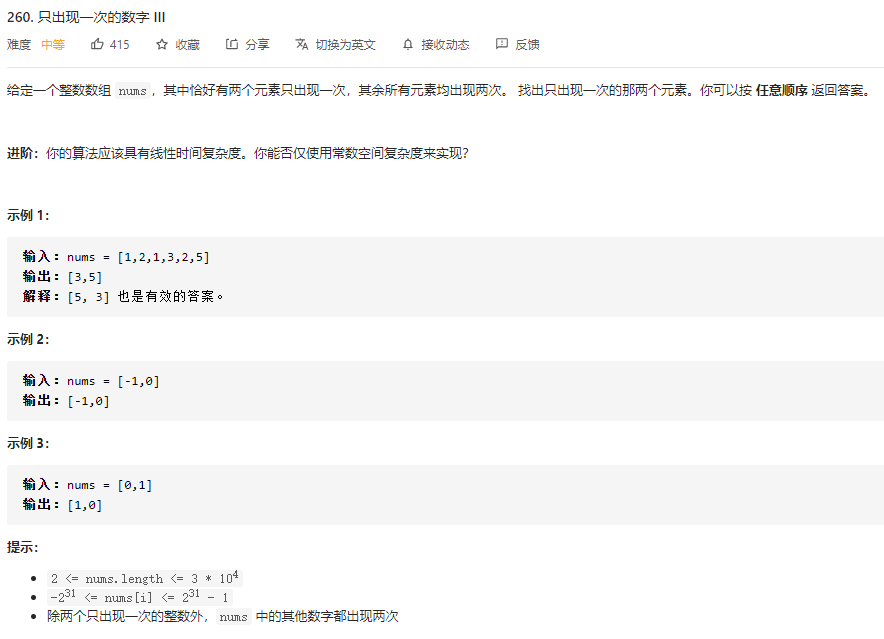 260. 只出现一次的数字 III
难度 中等 415 收藏 分享 切换为英文 接收动态 反馈
给定一个整数数组 nums，其中恰好有两个元素只出现一次，其余所有元素均出现两次。 找出只出现一次的那两个元素。你可以按 任意顺序 返回答案。
进阶：你的算法应该具有线性时间复杂度。你能否仅使用常数空间复杂度来实现？
示例 1：
输入：nums = [1,2,1,3,2,5]
输出：[3,5]
解释：[5, 3] 也是有效的答案。
示例 2：
输入：nums = [-1,0]
输出：[-1,0]
示例 3：
输入：nums = [0,1]
输出：[1,0]
提示：
• 2 <= nums.length <= 3 * 10⁴
• -2³¹ <= nums[i] <= 2³¹ - 1
• 除两个只出现一次的整数外，nums 中的其他数字都出现两次